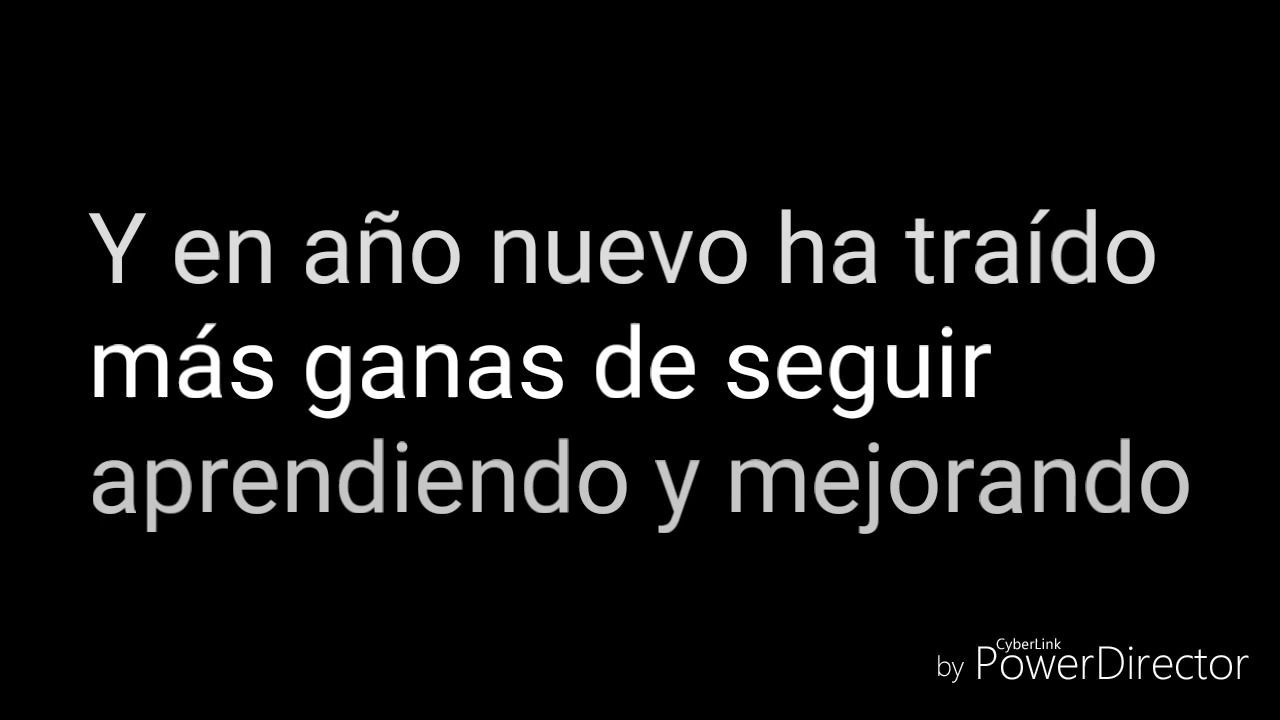 Y en año nuevo ha traído
más ganas de seguir
aprendiendo y mejorando
by CyberLink PowerDirector